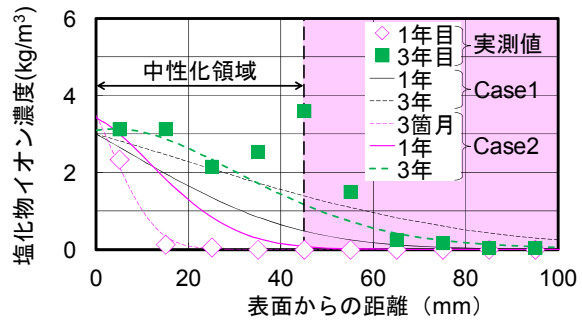 塩化物イオン濃度(kg/m³)
6
4
2
0
0 20 40 60 80 100
表面からの距離（mm）
中性化領域
1年目
3年目
実測値
1年
3年
Case1
3箇月
1年
3年
Case2